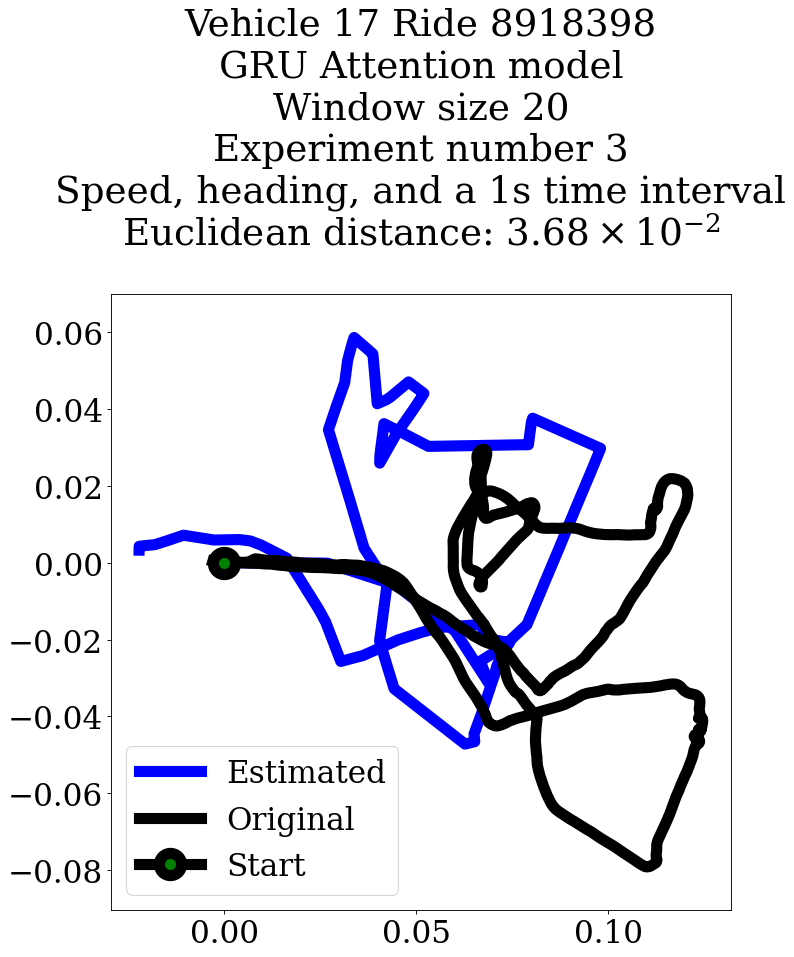 Vehicle 17 Ride 8918398
GRU Attention model
Window size 20
Experiment number 3
Speed, heading, and a 1s time interval
Euclidean distance: 3.68 × 10⁻²
0.06
0.04
0.02
0.00
−0.02
−0.04
−0.06
−0.08
Estimated
Original
Start
0.00 0.05 0.10